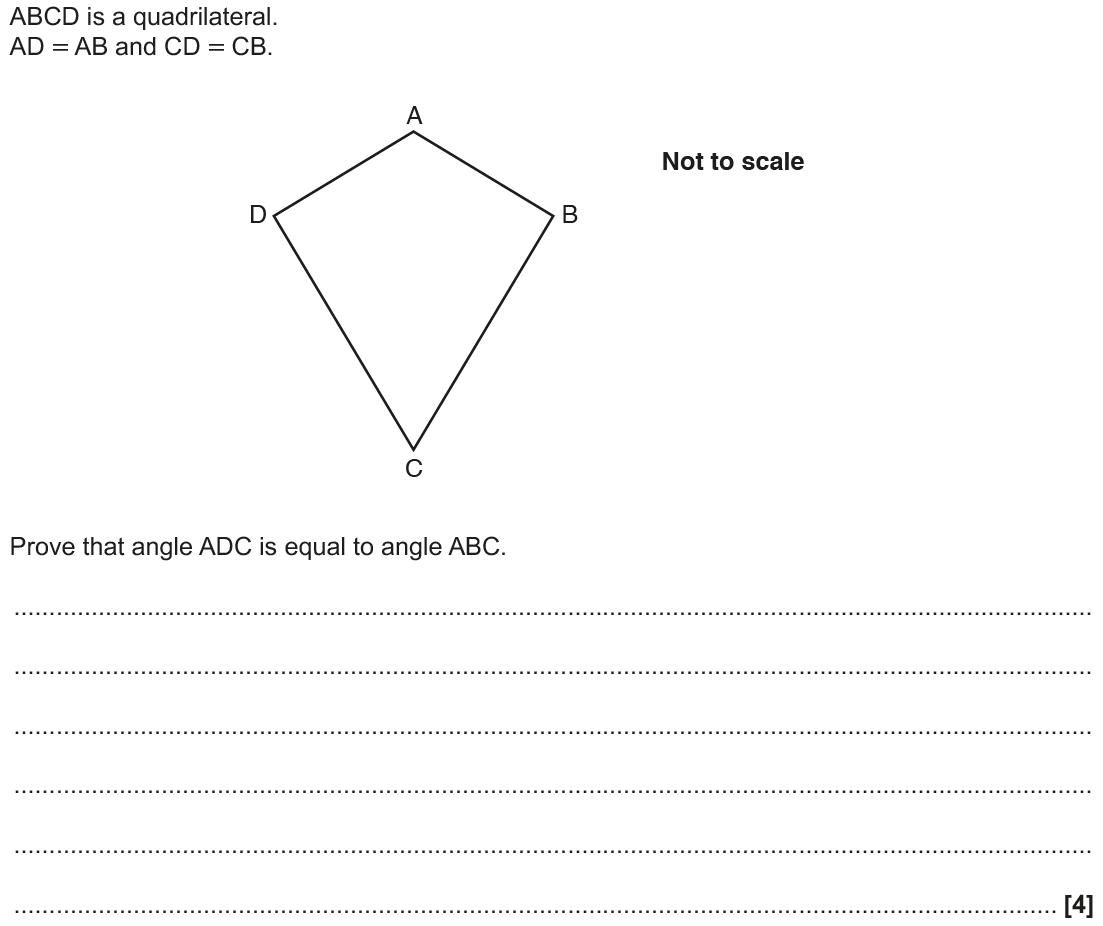 ABCD is a quadrilateral.
AD = AB and CD = CB.
A
Not to scale
D
B
C
Prove that angle ADC is equal to angle ABC.
..........................................................................................................................................................
..........................................................................................................................................................
..........................................................................................................................................................
..........................................................................................................................................................
..........................................................................................................................................................
..................................................................................................................................................... [4]